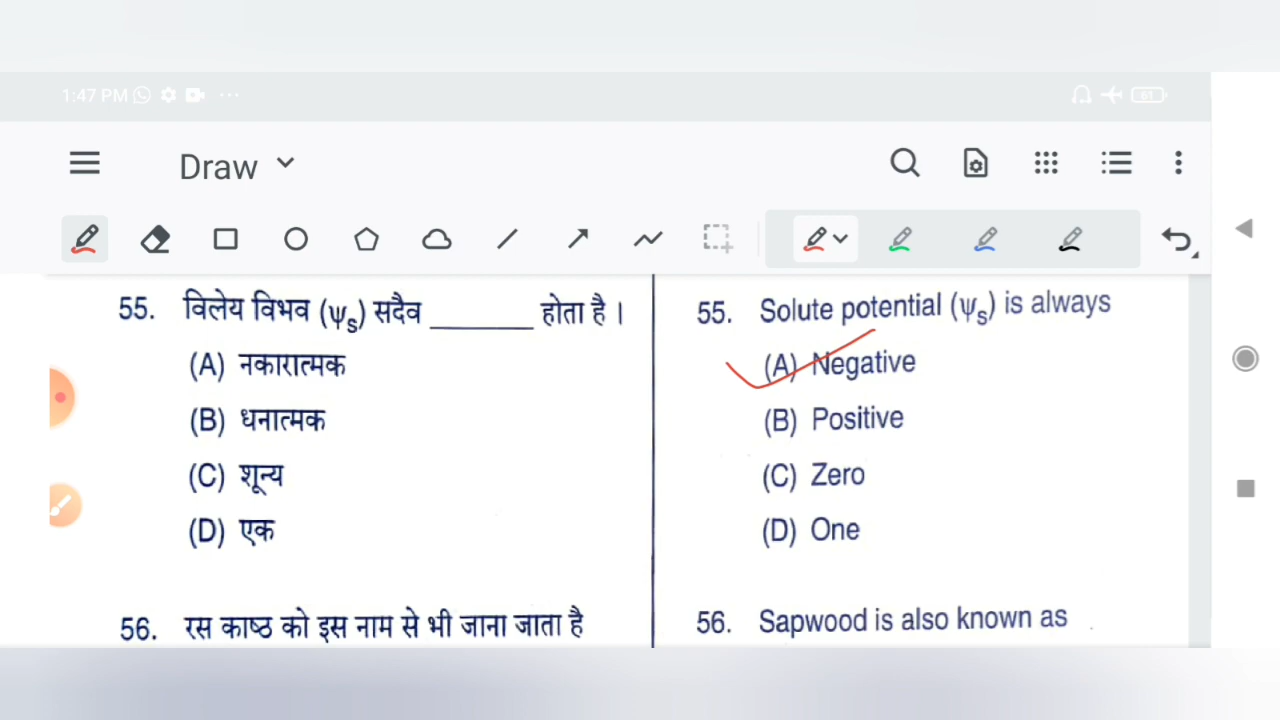 1:47 PM
61
Draw
55. विलेय विभव (ψs) सदैव ________ होता है ।
(A) नकारात्मक
(B) धनात्मक
(C) शून्य
(D) एक
56. रस काष्ठ को इस नाम से भी जाना जाता है
55. Solute potential (ψs) is always
(A) Negative
(B) Positive
(C) Zero
(D) One
56. Sapwood is also known as